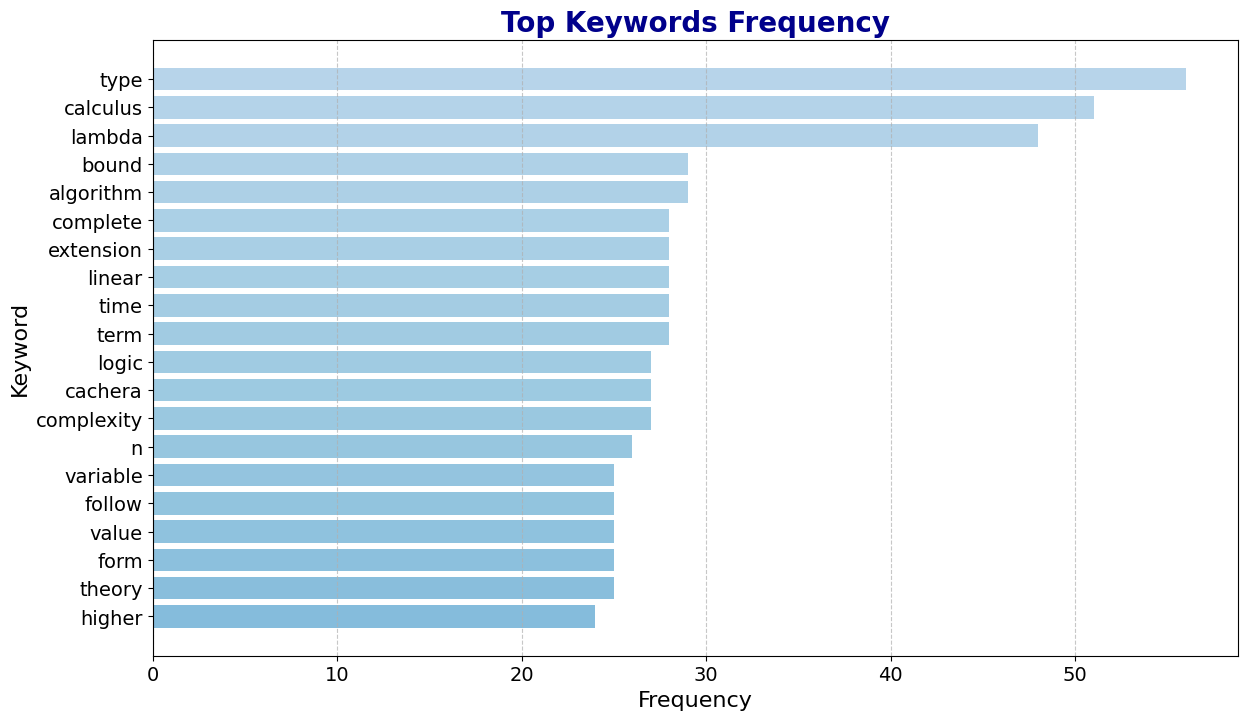 Top Keywords Frequency
type
calculus
lambda
bound
algorithm
complete
extension
linear
time
term
logic
cachera
complexity
n
variable
follow
value
form
theory
higher
Keyword
0 10 20 30 40 50
Frequency